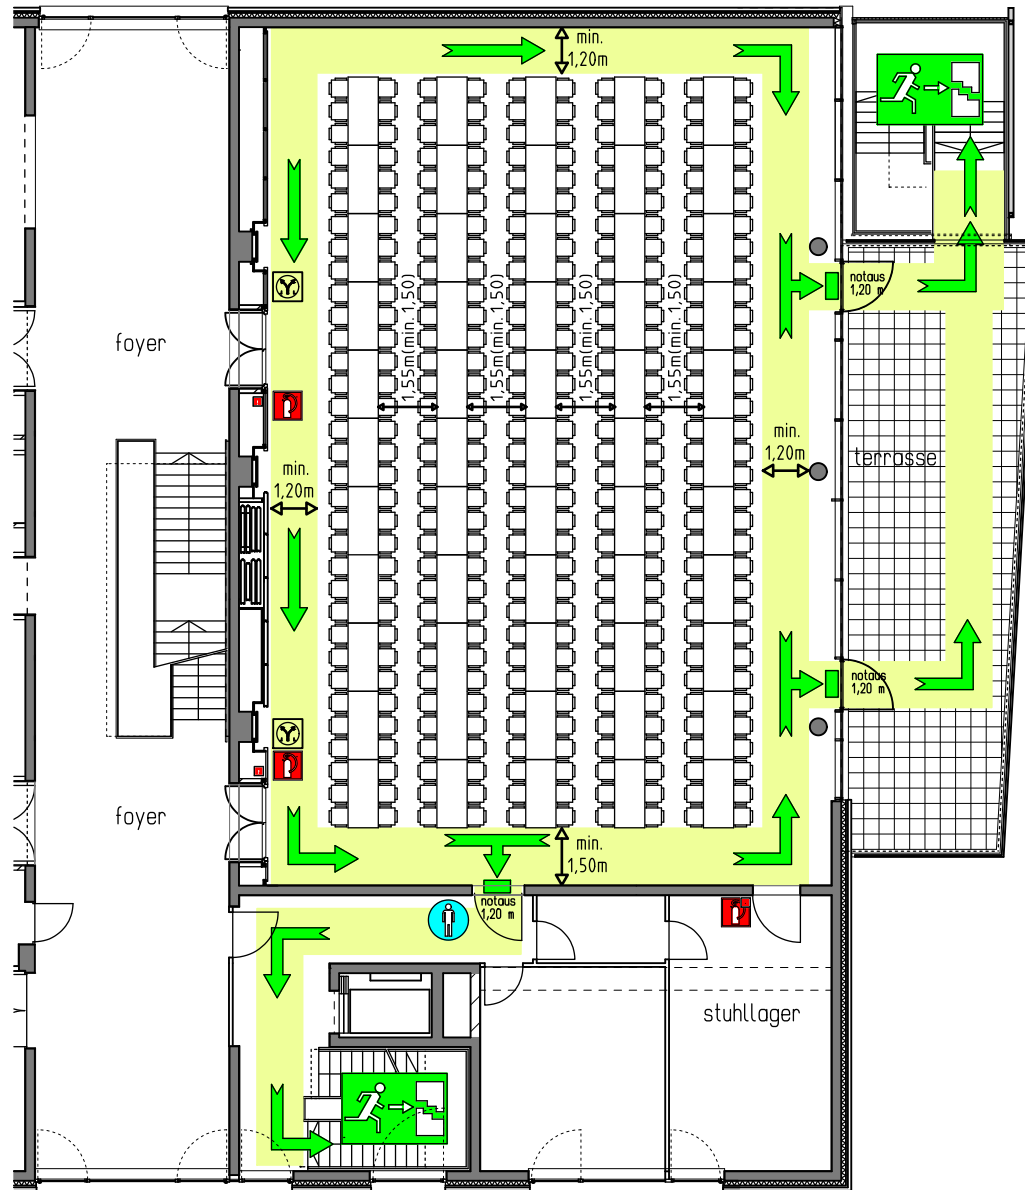 min.
1,20m
notaus
1,20 m
foyer
1,55m(min. 1,50)
1,55m(min. 1,50)
1,55m(min. 1,50)
1,55m(min. 1,50)
min.
1,20m
terrasse
min.
1,20m
notaus
1,20 m
foyer
min.
1,50m
notaus
1,20 m
stuhllager